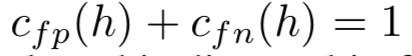 c_{fp}(h) + c_{fn}(h) = 1